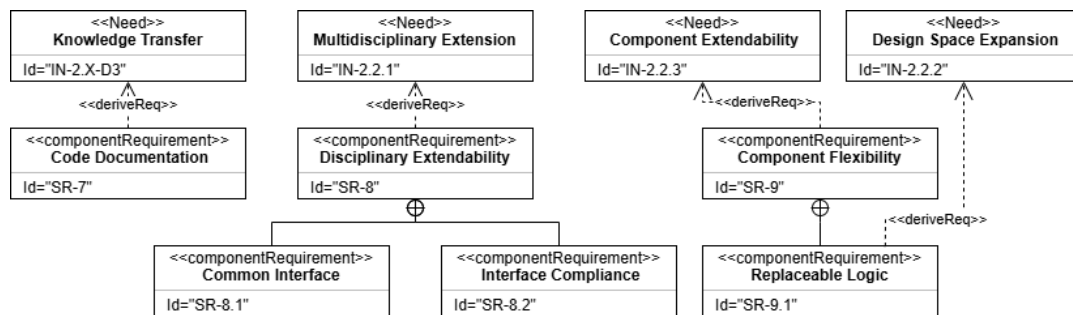 <<Need>>
Knowledge Transfer
Id="IN-2.X-D3"
<<Need>>
Multidisciplinary Extension
Id="IN-2.2.1"
<<Need>>
Component Extendability
Id="IN-2.2.3"
<<Need>>
Design Space Expansion
Id="IN-2.2.2"
<<deriveReq>>
<<deriveReq>>
<<deriveReq>>
<<componentRequirement>>
Code Documentation
Id="SR-7"
<<componentRequirement>>
Disciplinary Extendability
Id="SR-8"
<<componentRequirement>>
Component Flexibility
Id="SR-9"
<<deriveReq>>
<<componentRequirement>>
Common Interface
Id="SR-8.1"
<<componentRequirement>>
Interface Compliance
Id="SR-8.2"
<<componentRequirement>>
Replaceable Logic
Id="SR-9.1"